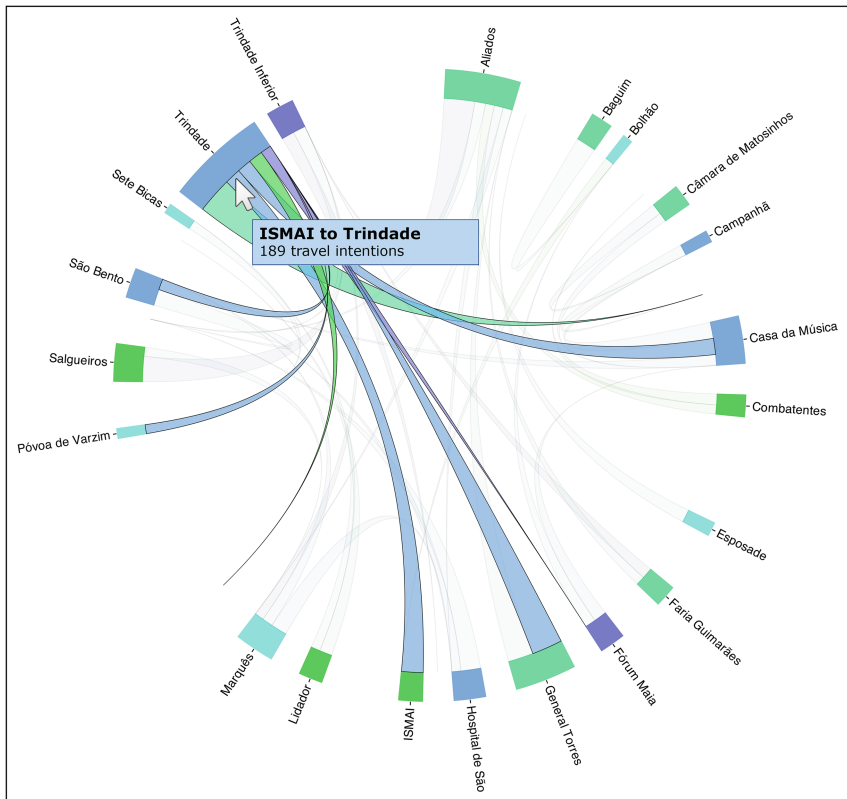 Aliados
Trindade Inferior
Baguim
Bolhão
Trindade
Câmara de Matosinhos
Sete Bicas
Campanhã
ISMAI to Trindade
189 travel intentions
São Bento
Casa da Música
Salgueiros
Combatentes
Póvoa de Varzim
Esposade
Faria Guimarães
Fórum Maia
Marquês
Lidador
ISMAI
Hospital de São
General Torres